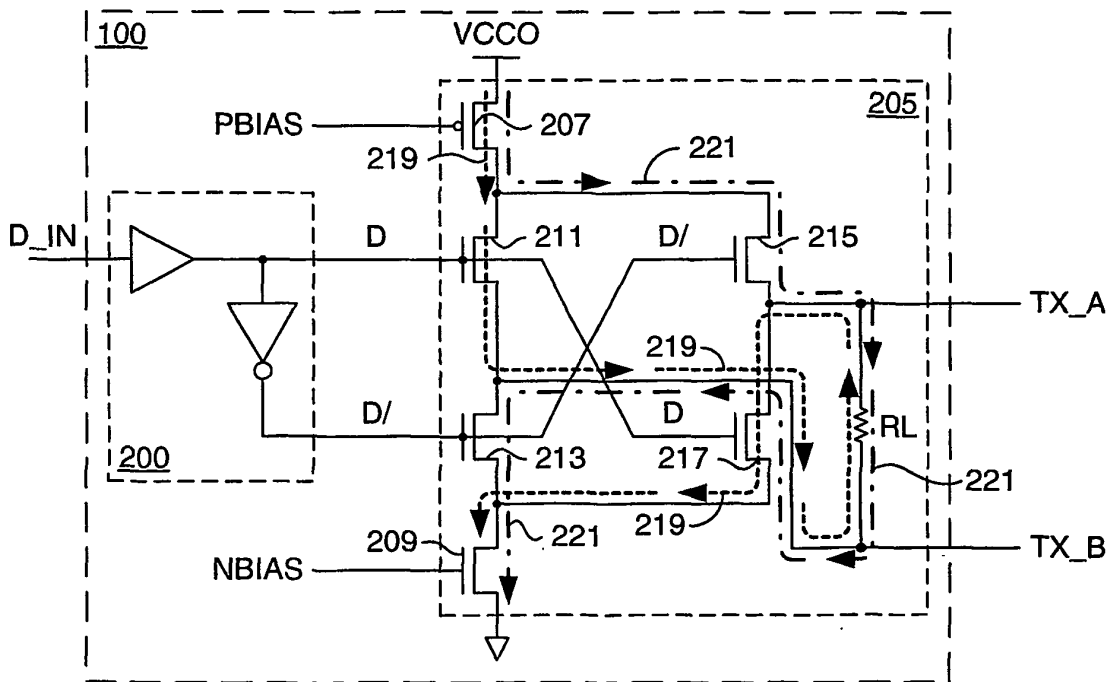 100
VCCO
205
PBIAS
207
219
221
D_IN
D
211
D/
215
TX_A
219
D/
D
RL
200
213
217
221
209
221
219
NBIAS
TX_B